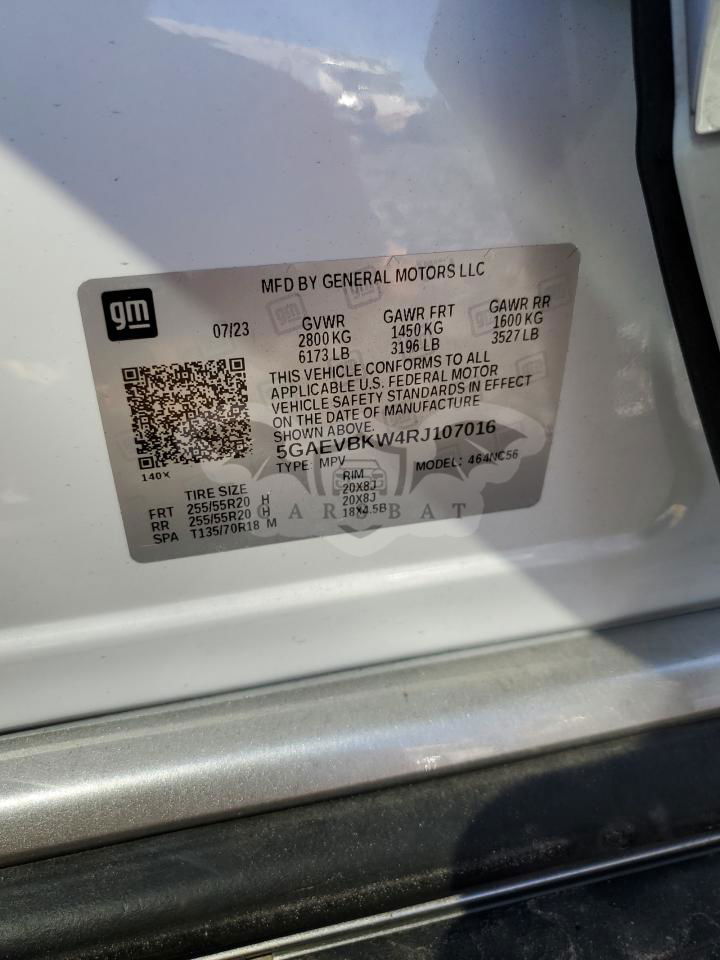 MFD BY GENERAL MOTORS LLC
gm
07/23
GVWR GAWR FRT GAWR RR
2800 KG 1450 KG 1600 KG
6173 LB 3196 LB 3527 LB
THIS VEHICLE CONFORMS TO ALL
APPLICABLE U.S. FEDERAL MOTOR
VEHICLE SAFETY STANDARDS IN EFFECT
ON THE DATE OF MANUFACTURE
SHOWN ABOVE.
5GAEVBKW4RJ107016
140X
TYPE: MPV MODEL: 464NC56
TIRE SIZE RIM
FRT 255/55R20 H 20X8J
RR 255/55R20 H 20X8J
SPA T135/70R18 M 18X4.5B
CAROBAT